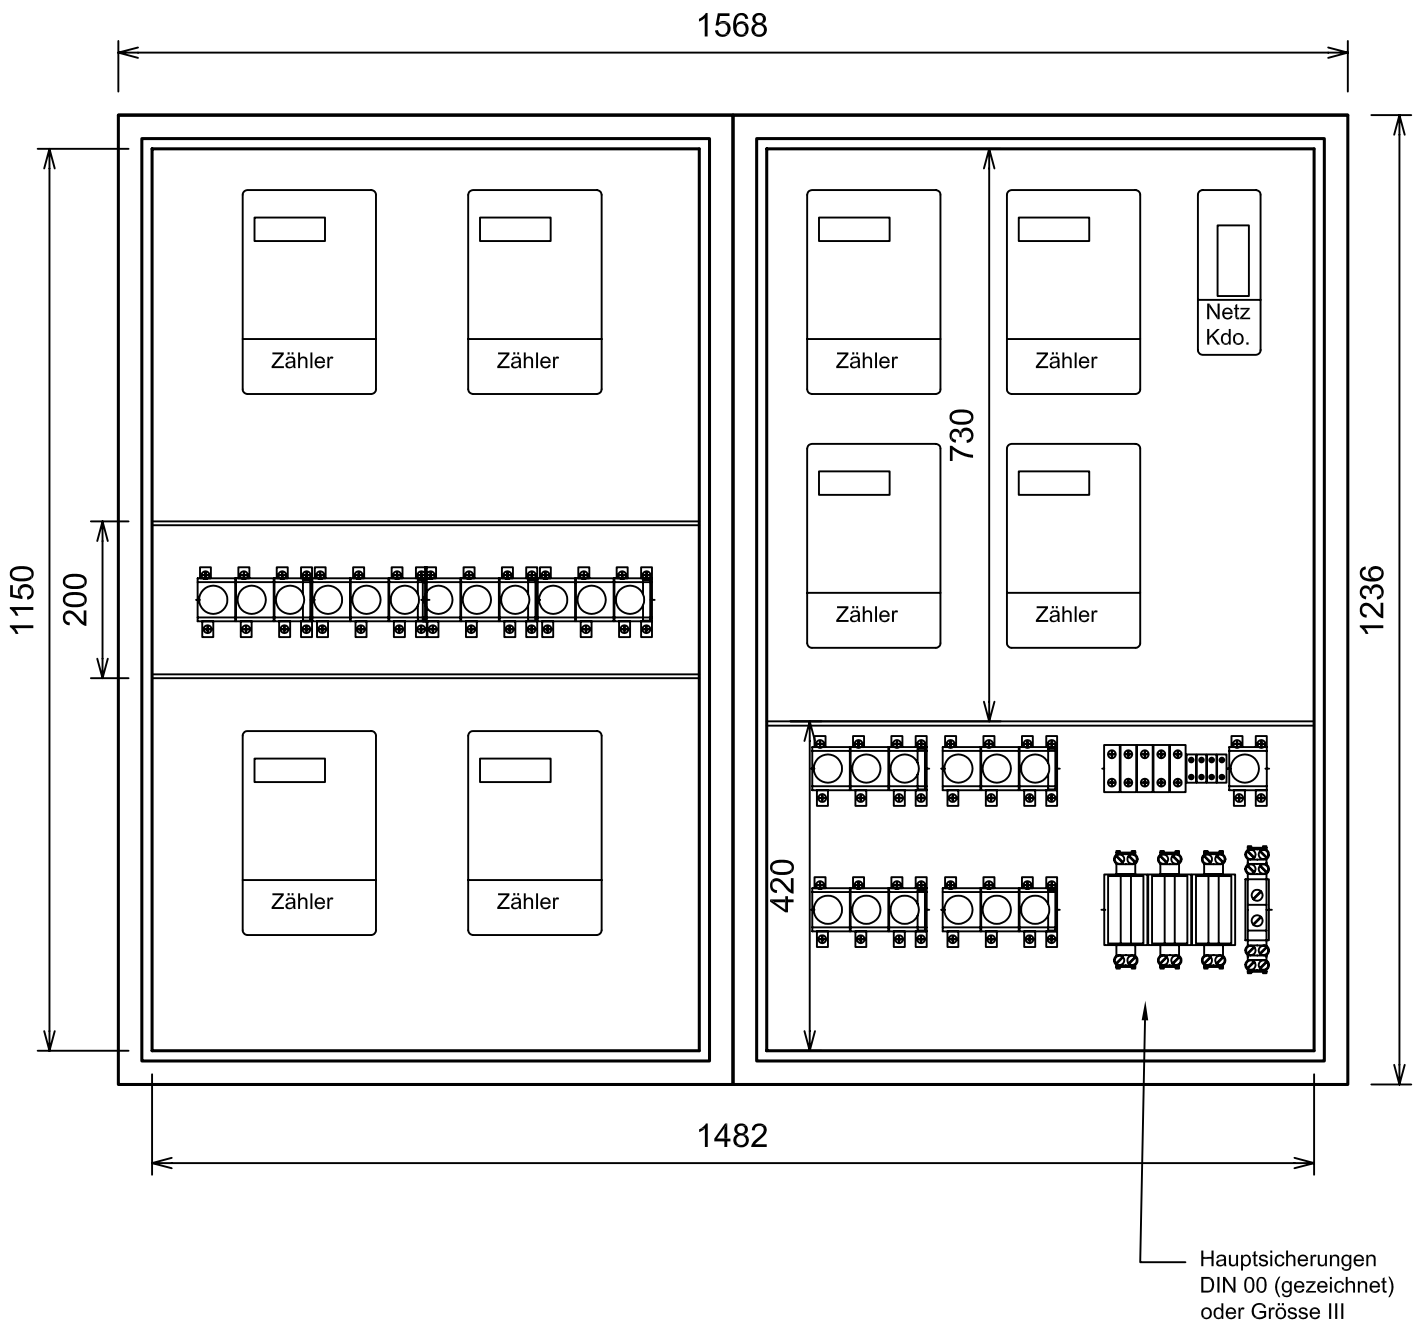 1568
Zähler
Zähler
Zähler
Zähler
Netz
Kdo.
730
Zähler
Zähler
1150
200
1236
420
Zähler
Zähler
1482
Hauptsicherungen
DIN 00 (gezeichnet)
oder Grösse III